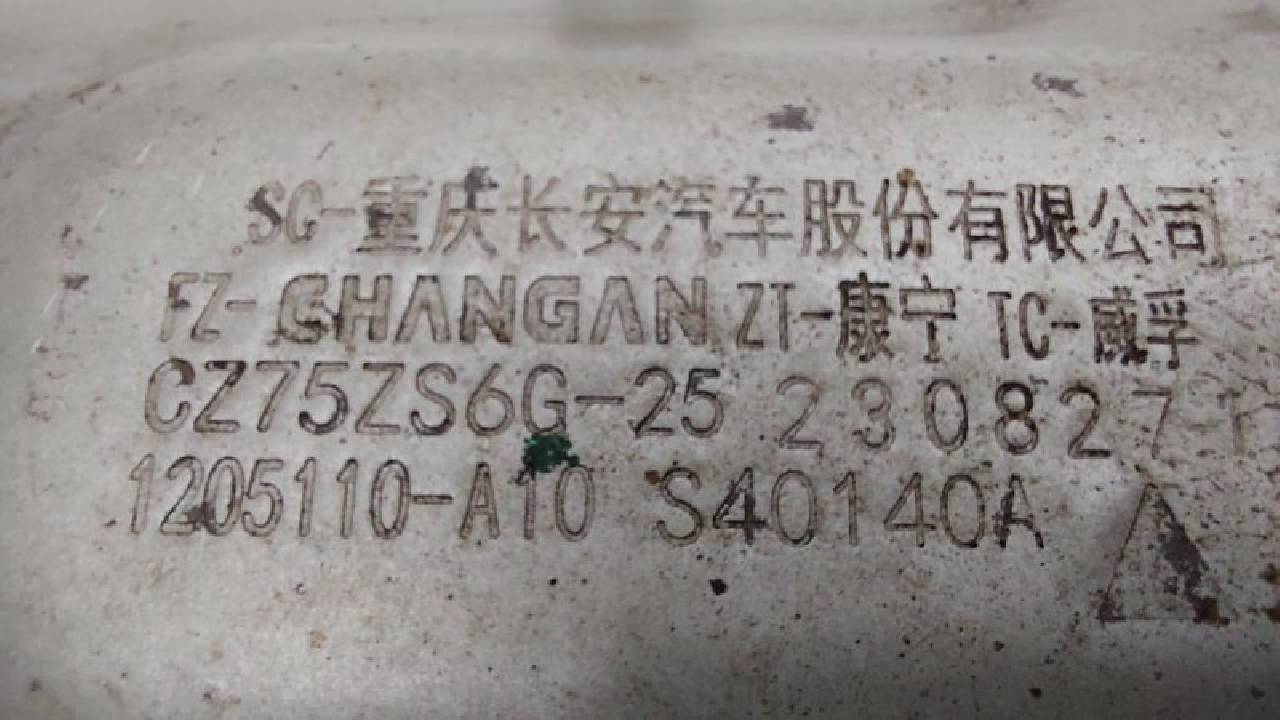 SC-重庆长安汽车股份有限公司
FZ-CHANGAN ZT-康宁 TC-威孚
CZ75ZS6G-25 230827
1205110-A10 S40140A